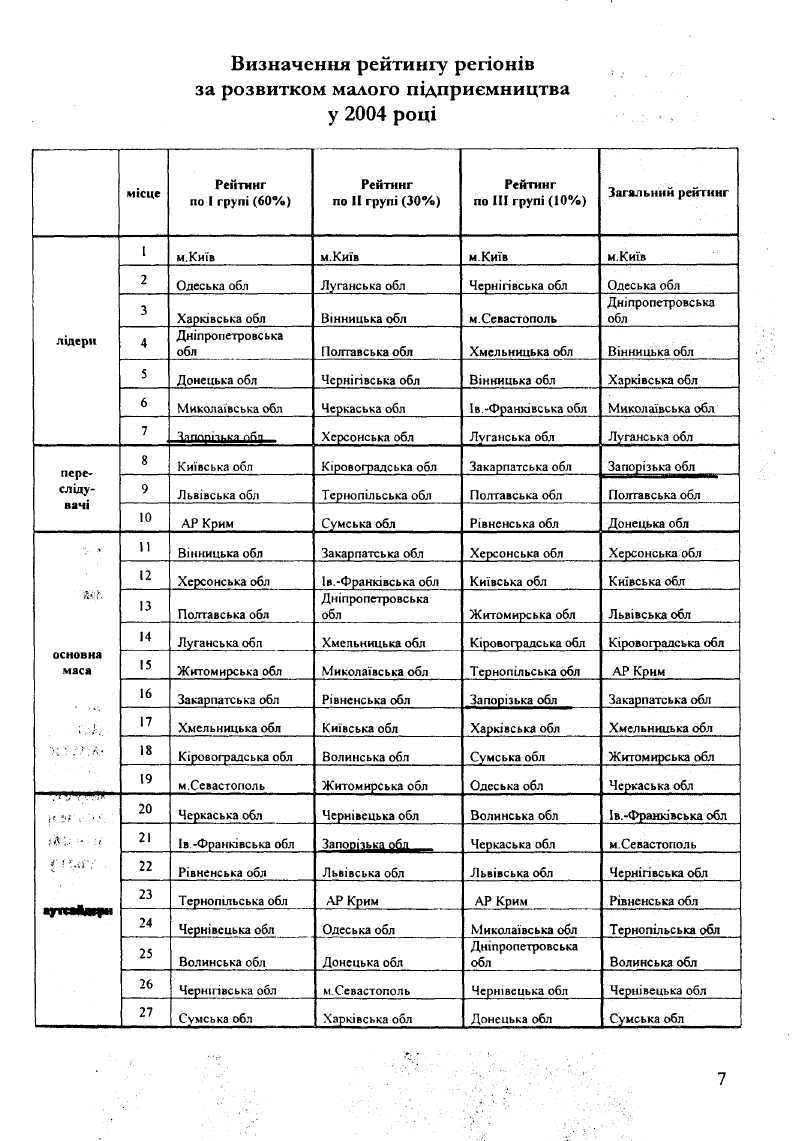 Визначення рейтингу регіонів
за розвитком малого підприємництва
у 2004 році
місце
Рейтинг
по I групі (60%)
Рейтинг
по II групі (30%)
Рейтинг
по III групі (10%)
Загальний рейтинг
лідери
1 м.Київ м.Київ м.Київ м.Київ
2 Одеська обл Луганська обл Чернігівська обл Одеська обл
3 Харківська обл Вінницька обл м.Севастополь Дніпропетровська обл
4 Дніпропетровська обл Полтавська обл Хмельницька обл Вінницька обл
5 Донецька обл Чернігівська обл Вінницька обл Харківська обл
6 Миколаївська обл Черкаська обл Ів.-Франківська обл Миколаївська обл
7 Запорізька обл Херсонська обл Луганська обл Луганська обл
пере-
сліду-
вачі
8 Київська обл Кіровоградська обл Закарпатська обл Запорізька обл
9 Львівська обл Тернопільська обл Полтавська обл Полтавська обл
10 АР Крим Сумська обл Рівненська обл Донецька обл
основна
маса
11 Вінницька обл Закарпатська обл Херсонська обл Херсонська обл
12 Херсонська обл Ів.-Франківська обл Київська обл Київська обл
13 Полтавська обл Дніпропетровська обл Житомирська обл Львівська обл
14 Луганська обл Хмельницька обл Кіровоградська обл Кіровоградська обл
15 Житомирська обл Миколаївська обл Тернопільська обл АР Крим
16 Закарпатська обл Рівненська обл Запорізька обл Закарпатська обл
17 Хмельницька обл Київська обл Харківська обл Хмельницька обл
18 Кіровоградська обл Волинська обл Сумська обл Житомирська обл
19 м.Севастополь Житомирська обл Одеська обл Черкаська обл
аутсайдери
20 Черкаська обл Чернівецька обл Волинська обл Ів.-Франківська обл
21 Ів.-Франківська обл Запорізька обл Черкаська обл м.Севастополь
22 Рівненська обл Львівська обл Львівська обл Чернігівська обл
23 Тернопільська обл АР Крим АР Крим Рівненська обл
24 Чернівецька обл Одеська обл Миколаївська обл Тернопільська обл
25 Волинська обл Донецька обл Дніпропетровська обл Волинська обл
26 Чернігівська обл м.Севастополь Чернівецька обл Чернівецька обл
27 Сумська обл Харківська обл Донецька обл Сумська обл
7